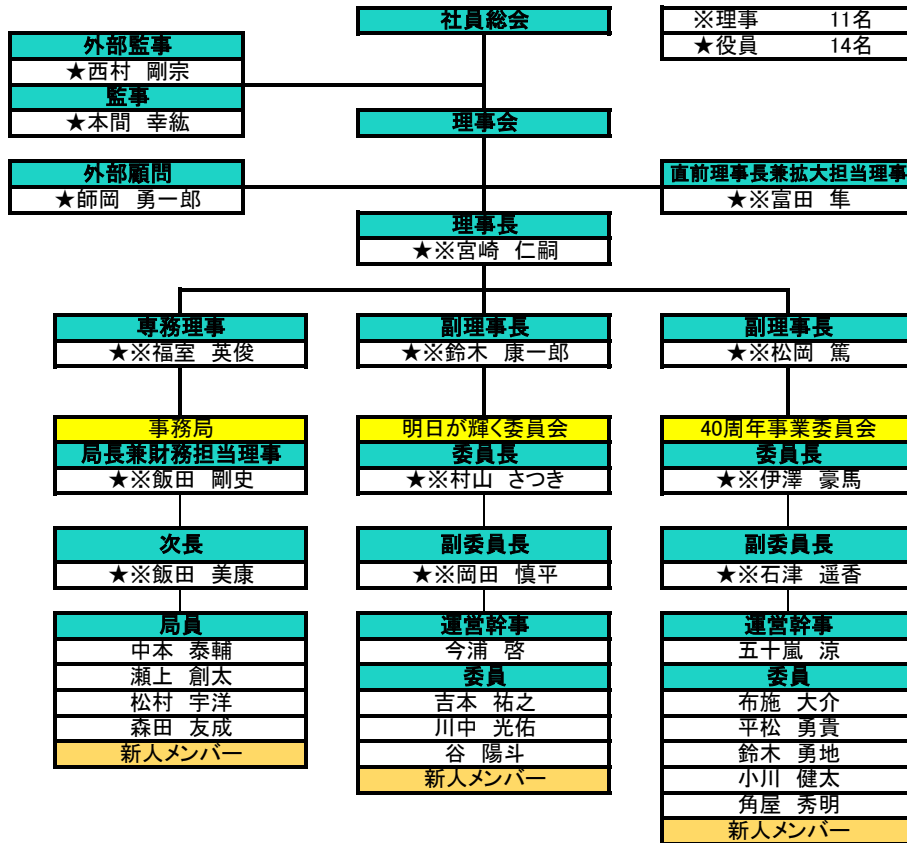 社員総会
※理事 11名
★役員 14名
外部監事
★西村 剛宗
監事
★本間 幸紘
理事会
外部顧問
★師岡 勇一郎
直前理事長兼拡大担当理事
★※富田 隼
理事長
★※宮崎 仁嗣
専務理事
★※福室 英俊
副理事長
★※鈴木 康一郎
副理事長
★※松岡 篤
事務局
局長兼財務担当理事
★※飯田 剛史
明日が輝く委員会
委員長
★※村山 さつき
40周年事業委員会
委員長
★※伊澤 豪馬
次長
★※飯田 美康
副委員長
★※岡田 慎平
副委員長
★※石津 遥香
局員
中本 泰輔
瀬上 創太
松村 宇洋
森田 友成
新人メンバー
運営幹事
今浦 啓
委員
吉本 祐之
川中 光佑
谷 陽斗
新人メンバー
運営幹事
五十嵐 涼
委員
布施 大介
平松 勇貴
鈴木 勇地
小川 健太
角屋 秀明
新人メンバー